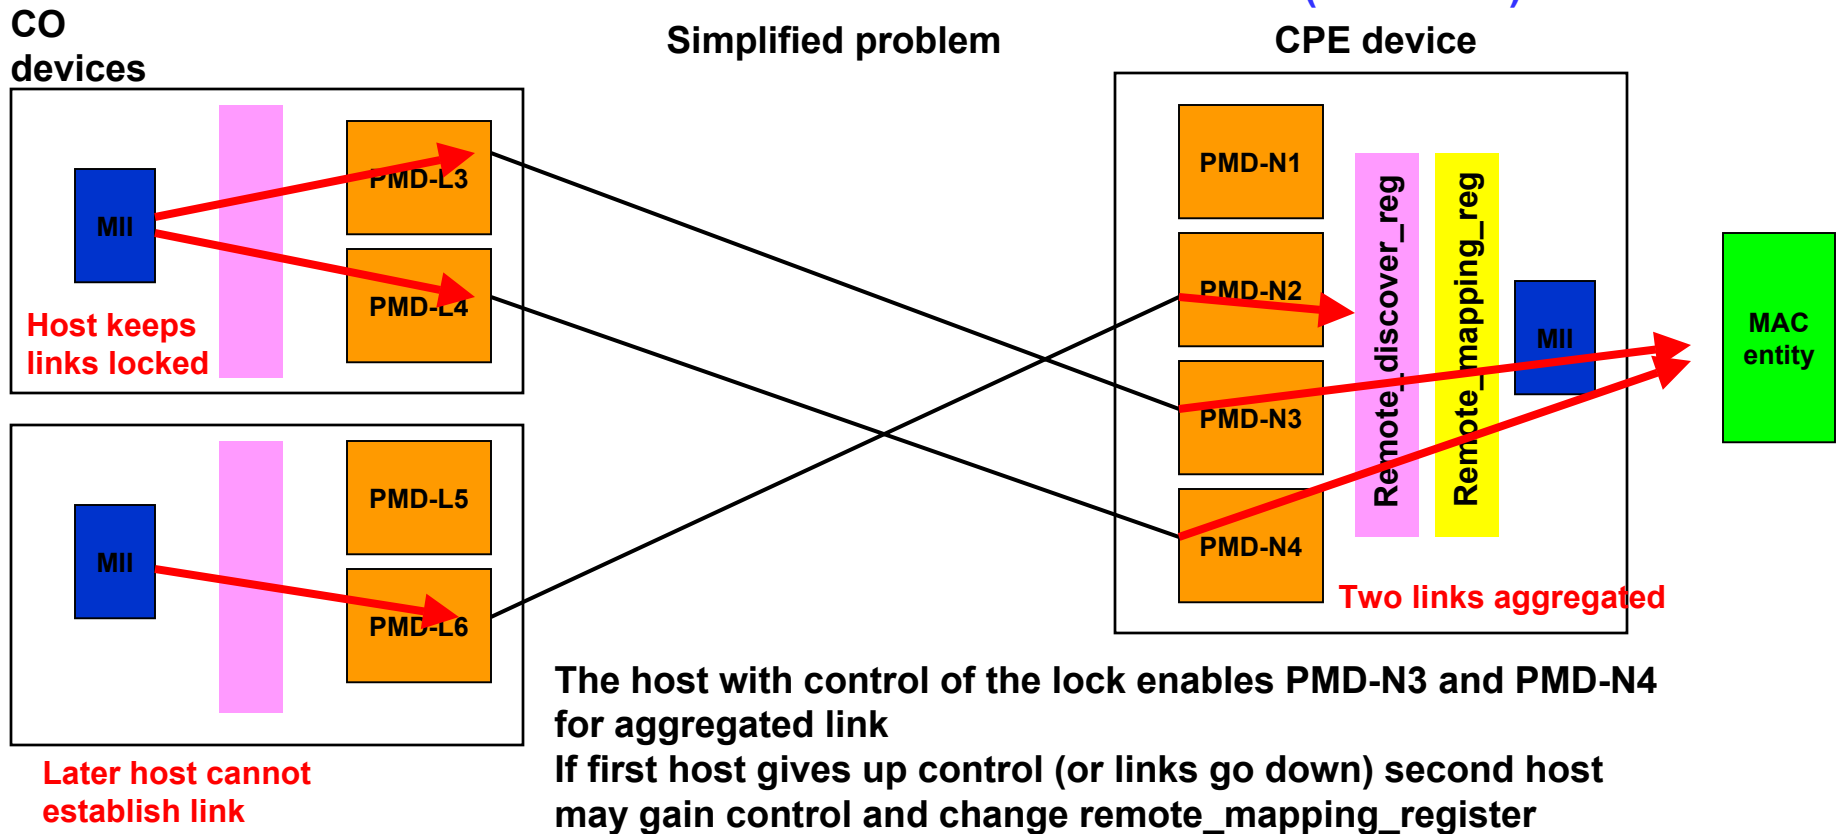 CO
devices
Simplified problem
CPE device
MII
PMD-L3
PMD-L4
Host keeps
links locked
MII
PMD-L5
PMD-L6
Later host cannot
establish link
PMD-N1
PMD-N2
PMD-N3
PMD-N4
Remote_discover_reg
Remote_mapping_reg
MII
MAC
entity
Two links aggregated
The host with control of the lock enables PMD-N3 and PMD-N4
for aggregated link
If first host gives up control (or links go down) second host
may gain control and change remote_mapping_register